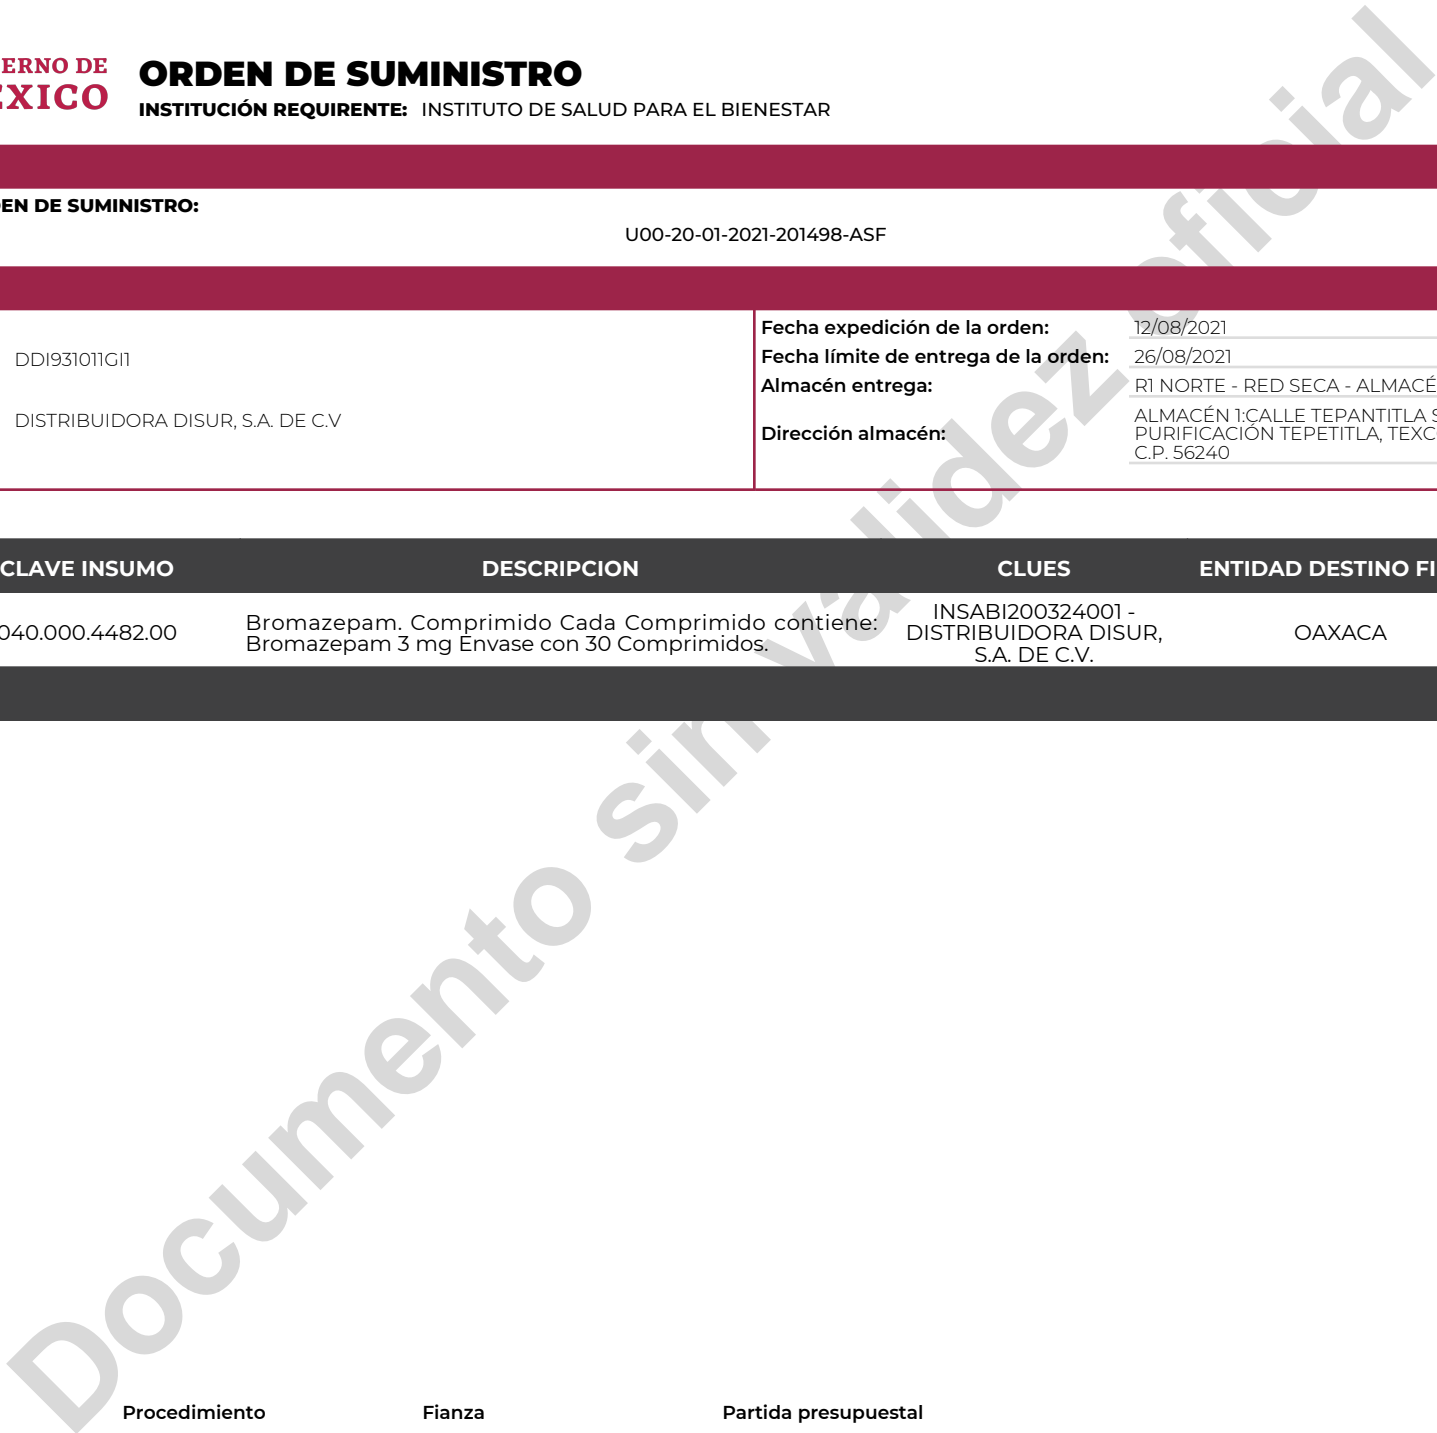 ERNO DE
EXICO
ORDEN DE SUMINISTRO
INSTITUCIÓN REQUIRENTE: INSTITUTO DE SALUD PARA EL BIENESTAR
EN DE SUMINISTRO:
U00-20-01-2021-201498-ASF
DDI931011GI1
DISTRIBUIDORA DISUR, S.A. DE C.V
Fecha expedición de la orden: 12/08/2021
Fecha límite de entrega de la orden: 26/08/2021
Almacén entrega: R1 NORTE - RED SECA - ALMACÉ
Dirección almacén:
ALMACÉN 1:CALLE TEPANTITLA S
PURIFICACIÓN TEPETITLA, TEXC
C.P. 56240
CLAVE INSUMO DESCRIPCION CLUES ENTIDAD DESTINO FI
040.000.4482.00
Bromazepam. Comprimido Cada Comprimido contiene:
Bromazepam 3 mg Envase con 30 Comprimidos.
INSABI200324001 -
DISTRIBUIDORA DISUR,
S.A. DE C.V.
OAXACA
Documento sin validez oficial
Procedimiento Fianza Partida presupuestal